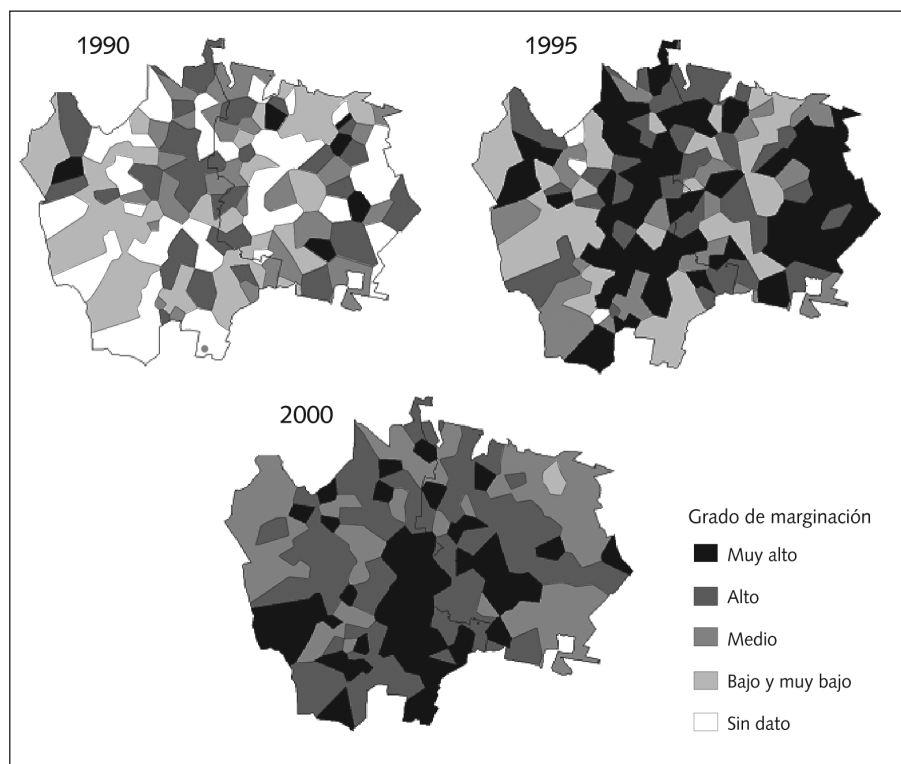 1990
1995
2000
Grado de marginación
Muy alto
Alto
Medio
Bajo y muy bajo
Sin dato